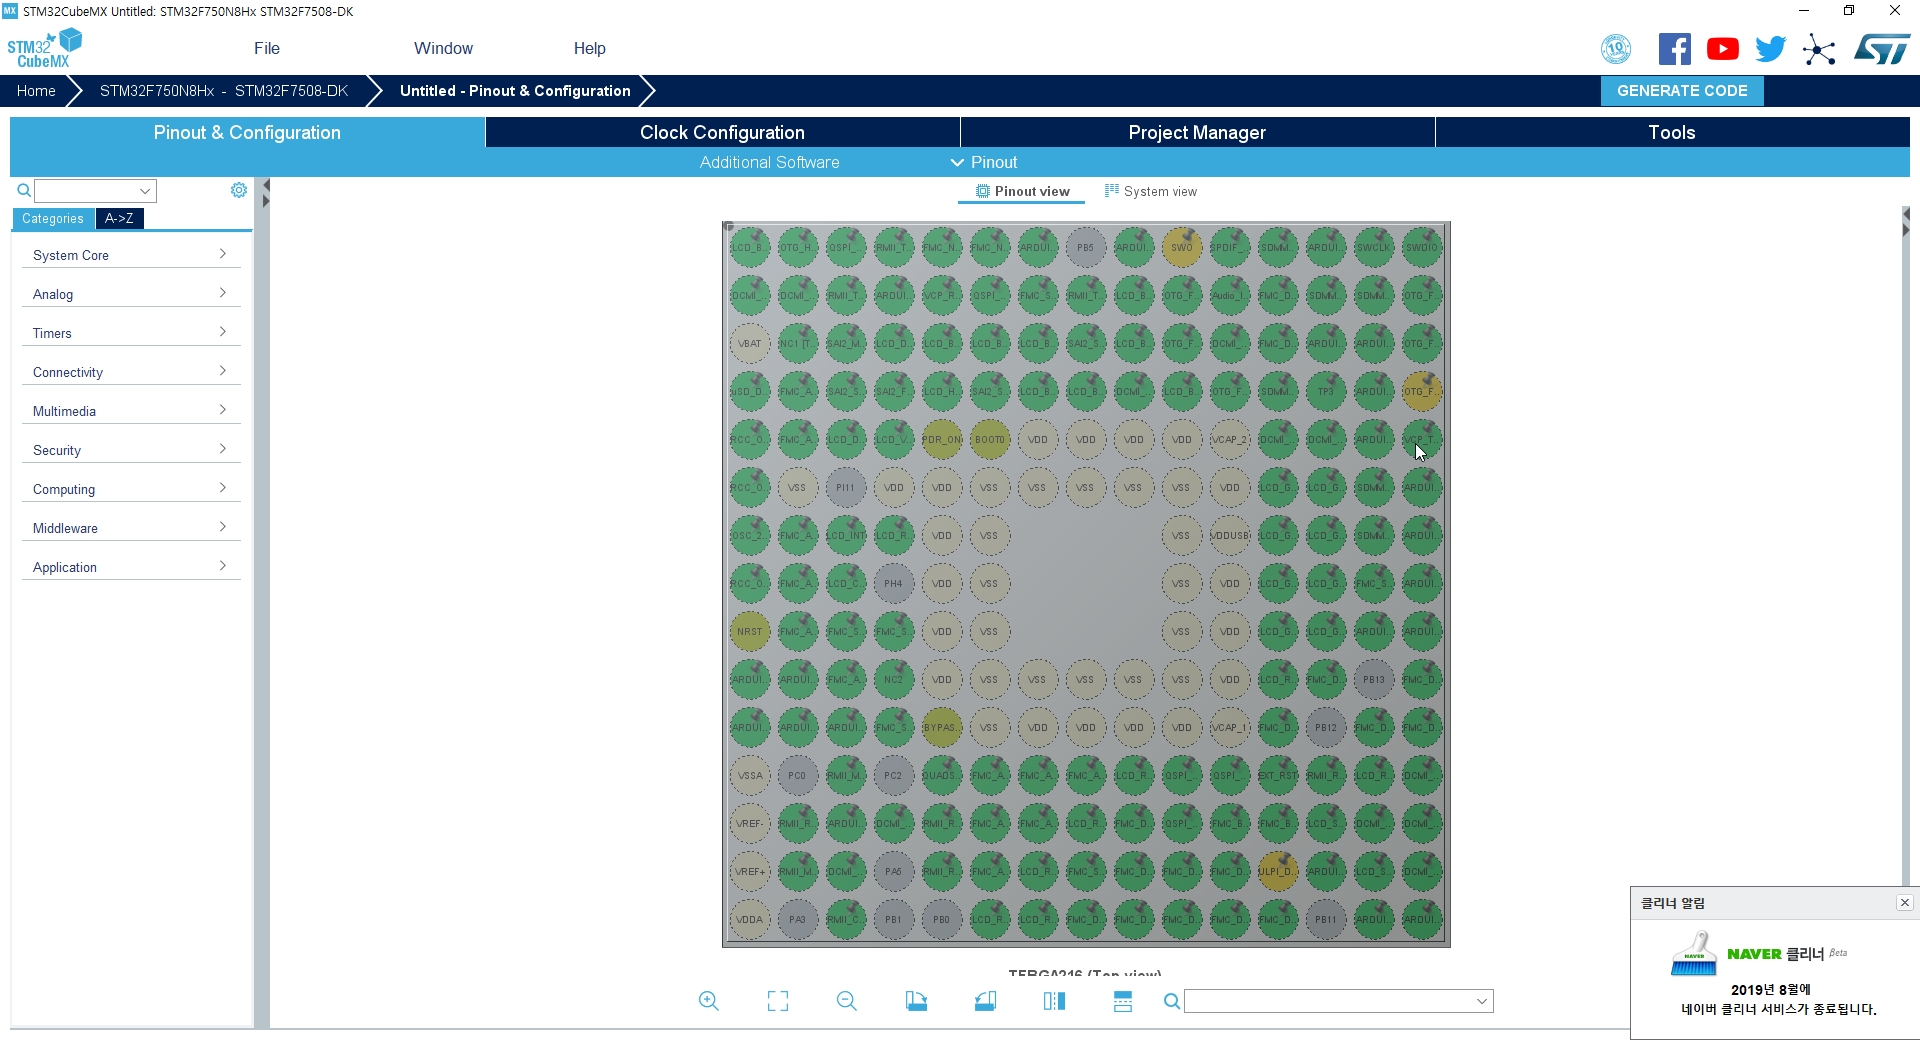 MX STM32CubeMX Untitled: STM32F750N8Hx STM32F7508-DK
STM32 CubeMX
File Window Help
10
ST
Home STM32F750N8Hx - STM32F7508-DK Untitled - Pinout & Configuration GENERATE CODE
Pinout & Configuration Clock Configuration Project Manager Tools
Additional Software Pinout
Pinout view System view
Categories A->Z
System Core
Analog
Timers
Connectivity
Multimedia
Security
Computing
Middleware
Application
LCD_B.. OTG_H.. QSPI_.. RMII_T.. FMC_N.. FMC_N.. ARDUI.. PB5 ARDUI.. SWO SPDIF_.. SDMM.. ARDUI.. SWCLK SWDIO
DCMI_.. DCMI_.. RMII_T.. ARDUI.. VCP_R.. QSPI_.. FMC_S.. RMII_T.. LCD_B.. OTG_F.. Audio_I.. FMC_D.. SDMM.. SDMM.. OTG_F..
VBAT NC1 [T.. SAI2_M.. LCD_D.. LCD_B.. LCD_B.. LCD_B.. SAI2_S.. LCD_B.. OTG_F.. DCMI_.. FMC_D.. ARDUI.. ARDUI.. OTG_F..
uSD_D.. FMC_A.. SAI2_S.. SAI2_F.. LCD_H.. SAI2_S.. LCD_B.. LCD_B.. DCMI_.. LCD_B.. OTG_F.. SDMM.. TP3 ARDUI.. OTG_F..
RCC_O.. FMC_A.. LCD_D.. LCD_V.. PDR_ON BOOT0 VDD VDD VDD VDD VCAP_2 DCMI_.. DCMI_.. ARDUI.. VCP_T..
RCC_O.. VSS PI11 VDD VDD VSS VSS VSS VSS VSS VDD LCD_G.. LCD_G.. SDMM.. ARDUI..
OSC_2.. FMC_A.. LCD_INT LCD_R.. VDD VSS VSS VDDUSB LCD_G.. LCD_G.. SDMM.. ARDUI..
RCC_O.. FMC_A.. LCD_C.. PH4 VDD VSS VSS VDD LCD_G.. LCD_G.. FMC_S.. ARDUI..
NRST FMC_A.. FMC_S.. FMC_S.. VDD VSS VSS VDD LCD_G.. LCD_G.. ARDUI.. ARDUI..
ARDUI.. ARDUI.. FMC_A.. NC2 VDD VSS VSS VSS VSS VSS VDD LCD_R.. FMC_D.. PB13 FMC_D..
ARDUI.. ARDUI.. ARDUI.. FMC_S.. BYPAS.. VSS VDD VDD VDD VDD VCAP_1 FMC_D.. PB12 FMC_D.. FMC_D..
VSSA PC0 RMII_M.. PC2 QUADS.. FMC_A.. FMC_A.. FMC_A.. LCD_R.. QSPI_.. QSPI_.. EXT_RST RMII_R.. LCD_R.. DCMI_..
VREF- RMII_R.. ARDUI.. DCMI_.. RMII_R.. FMC_A.. FMC_A.. LCD_R.. FMC_D.. QSPI_.. FMC_B.. FMC_B.. LCD_S.. DCMI_.. DCMI_..
VREF+ RMII_M.. DCMI_.. PA5 RMII_R.. FMC_A.. LCD_R.. FMC_S.. FMC_D.. FMC_D.. FMC_D.. ULPI_D.. ARDUI.. LCD_S.. DCMI_..
VDDA PA3 RMII_C.. PB1 PB0 LCD_R.. LCD_R.. FMC_D.. FMC_D.. FMC_D.. FMC_D.. FMC_D.. PB11 ARDUI.. ARDUI..
TFBGA216 (Top view)
클리너 알림
NAVER
NAVER 클리너 βeta
2019년 8월에
네이버 클리너 서비스가 종료됩니다.